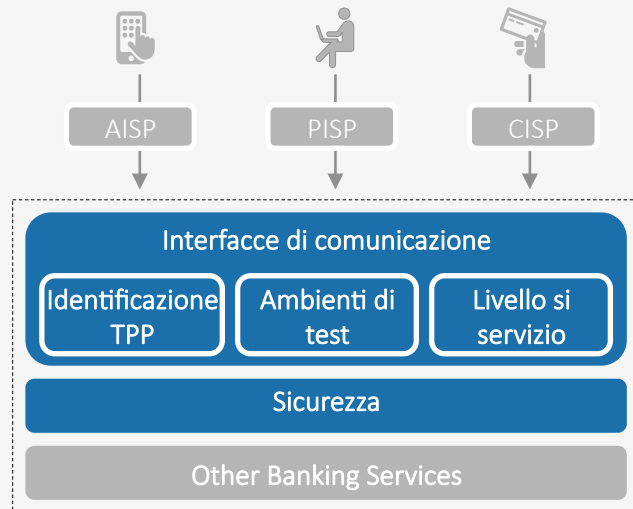 AISP
PISP
CISP
Interfacce di comunicazione
Identificazione
TPP
Ambienti di
test
Livello si
servizio
Sicurezza
Other Banking Services